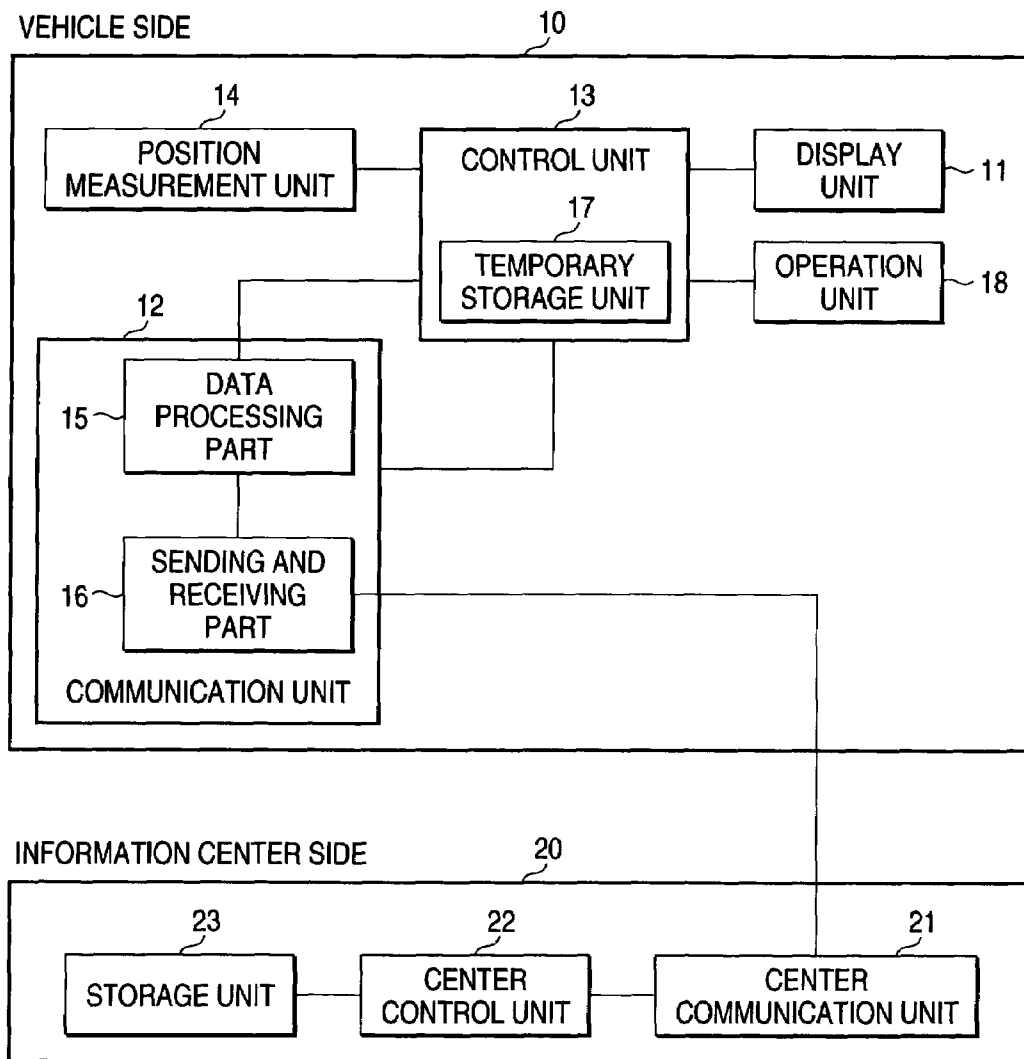 VEHICLE SIDE
10
14
13
POSITION
MEASUREMENT UNIT
CONTROL UNIT
DISPLAY
UNIT
11
17
TEMPORARY
STORAGE UNIT
OPERATION
UNIT
18
12
DATA
PROCESSING
PART
15
SENDING AND
RECEIVING
PART
16
COMMUNICATION UNIT
INFORMATION CENTER SIDE
20
23
22
21
STORAGE UNIT
CENTER
CONTROL UNIT
CENTER
COMMUNICATION UNIT